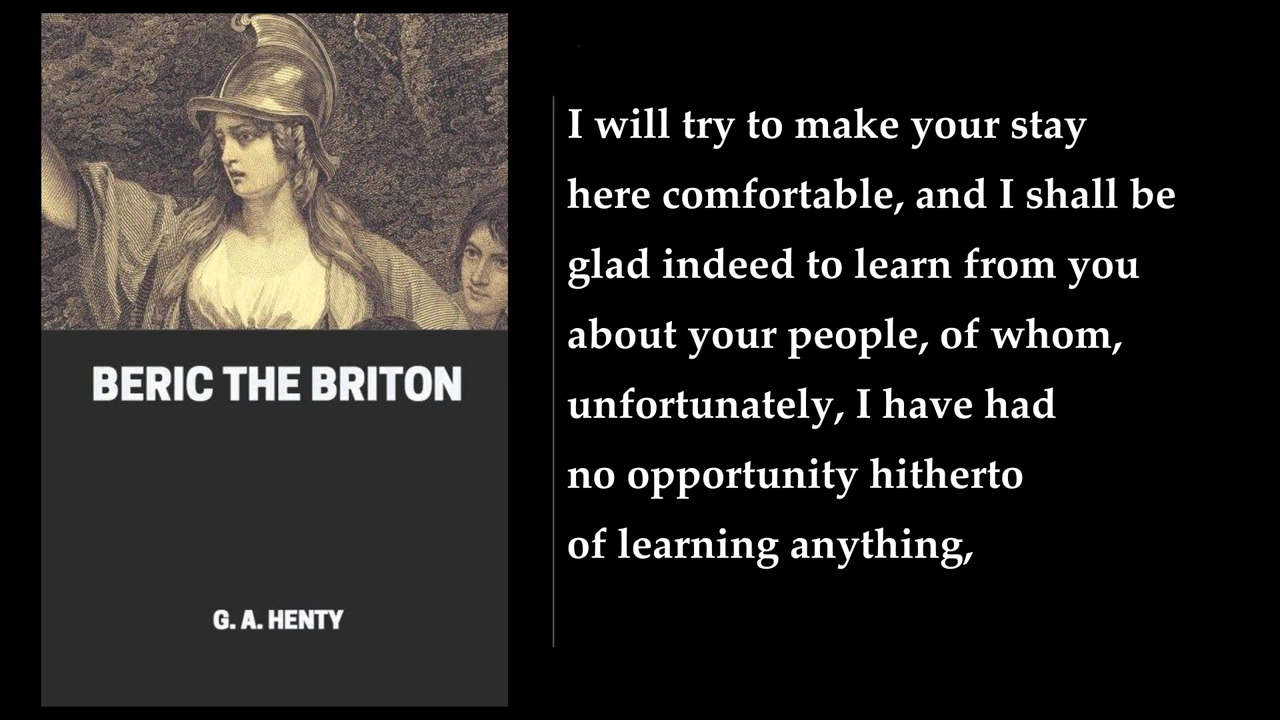 BERIC THE BRITON
G. A. HENTY
I will try to make your stay
here comfortable, and I shall be
glad indeed to learn from you
about your people, of whom,
unfortunately, I have had
no opportunity hitherto
of learning anything,